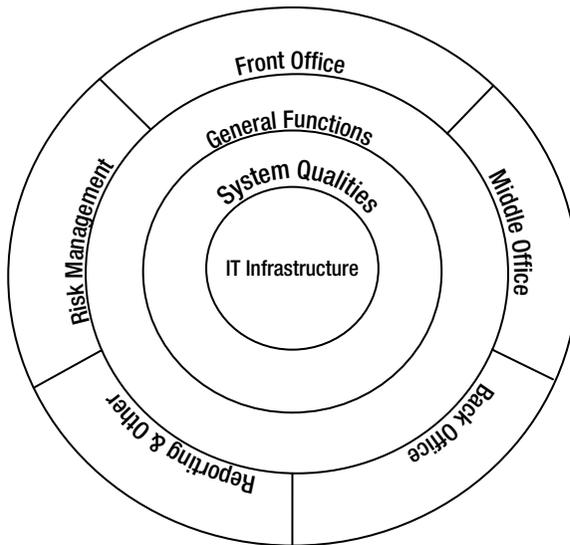 Front Office
General Functions
System Qualities
IT Infrastructure
Risk Management
Middle Office
Reporting & Other
Back Office